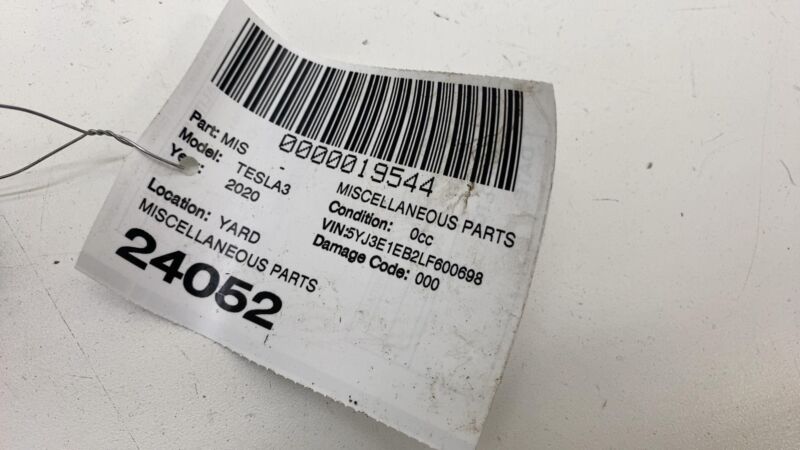 0000019544
Part: MIS - MISCELLANEOUS PARTS
Model: TESLA3 Condition: 0cc
Year: 2020 VIN:5YJ3E1EB2LF600698
Location: YARD Damage Code: 000
MISCELLANEOUS PARTS
24052